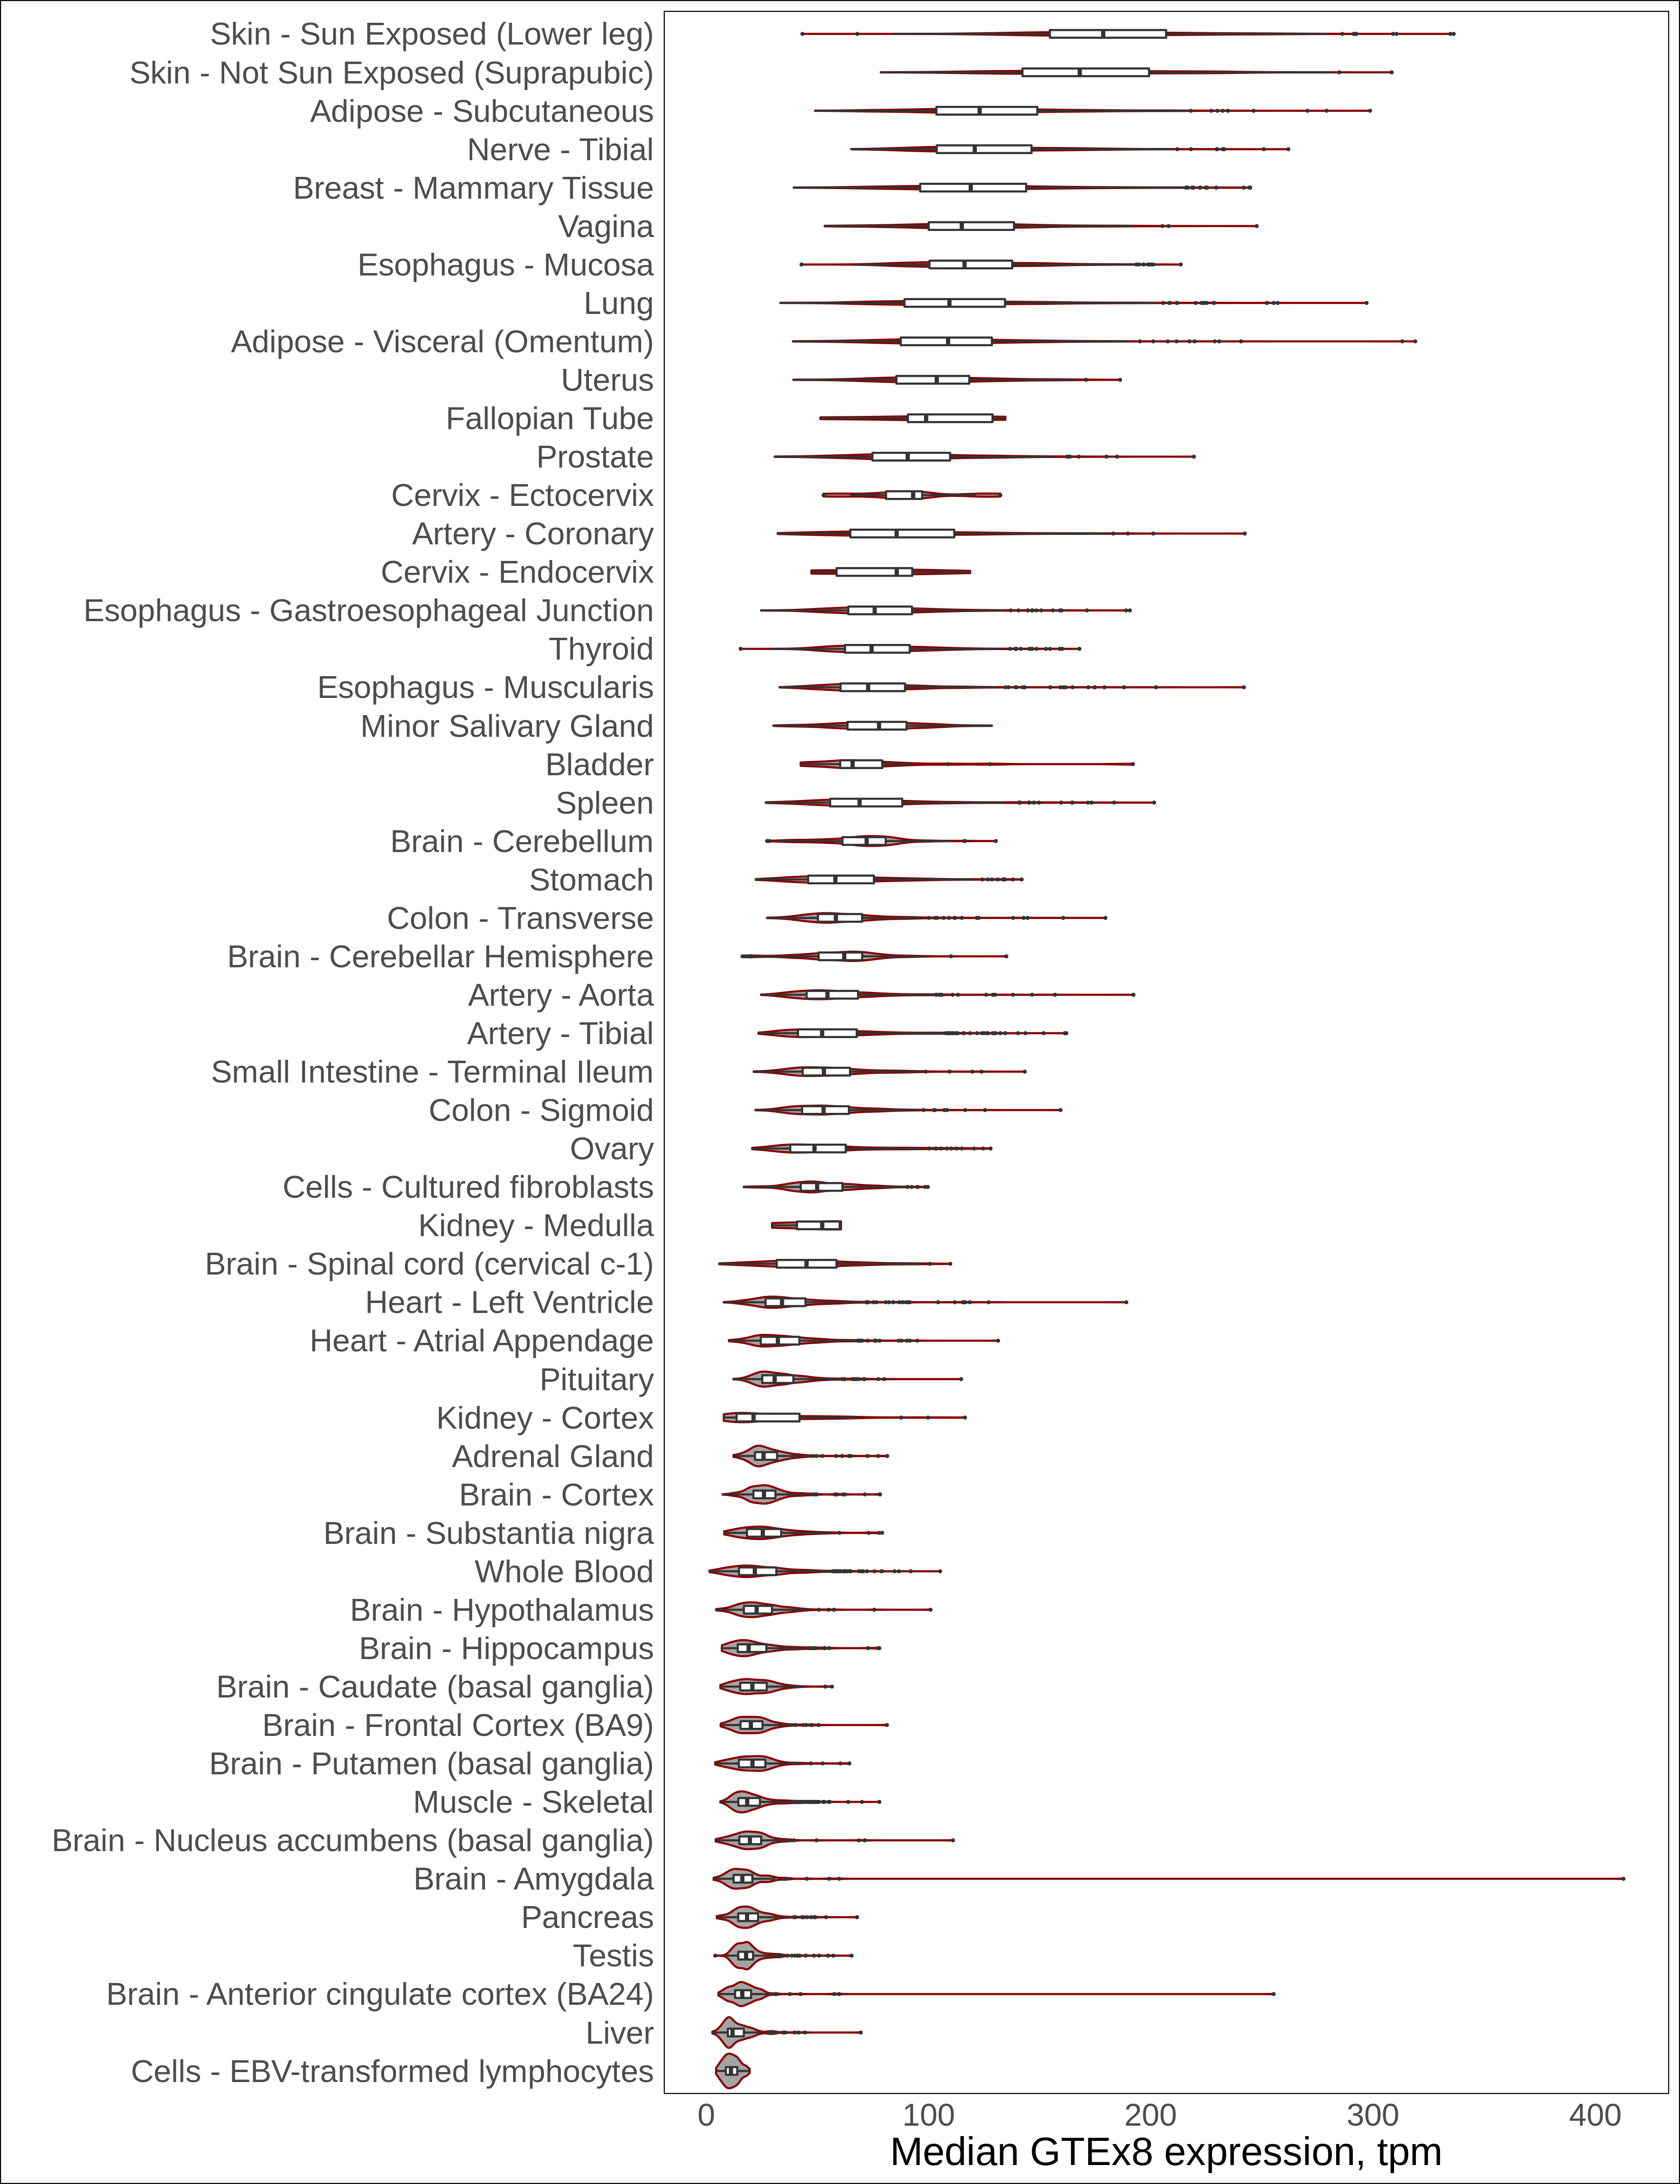 Skin - Sun Exposed (Lower leg)
Skin - Not Sun Exposed (Suprapubic)
Adipose - Subcutaneous
Nerve - Tibial
Breast - Mammary Tissue
Vagina
Esophagus - Mucosa
Lung
Adipose - Visceral (Omentum)
Uterus
Fallopian Tube
Prostate
Cervix - Ectocervix
Artery - Coronary
Cervix - Endocervix
Esophagus - Gastroesophageal Junction
Thyroid
Esophagus - Muscularis
Minor Salivary Gland
Bladder
Spleen
Brain - Cerebellum
Stomach
Colon - Transverse
Brain - Cerebellar Hemisphere
Artery - Aorta
Artery - Tibial
Small Intestine - Terminal Ileum
Colon - Sigmoid
Ovary
Cells - Cultured fibroblasts
Kidney - Medulla
Brain - Spinal cord (cervical c-1)
Heart - Left Ventricle
Heart - Atrial Appendage
Pituitary
Kidney - Cortex
Adrenal Gland
Brain - Cortex
Brain - Substantia nigra
Whole Blood
Brain - Hypothalamus
Brain - Hippocampus
Brain - Caudate (basal ganglia)
Brain - Frontal Cortex (BA9)
Brain - Putamen (basal ganglia)
Muscle - Skeletal
Brain - Nucleus accumbens (basal ganglia)
Brain - Amygdala
Pancreas
Testis
Brain - Anterior cingulate cortex (BA24)
Liver
Cells - EBV-transformed lymphocytes
0 100 200 300 400
Median GTEx8 expression, tpm